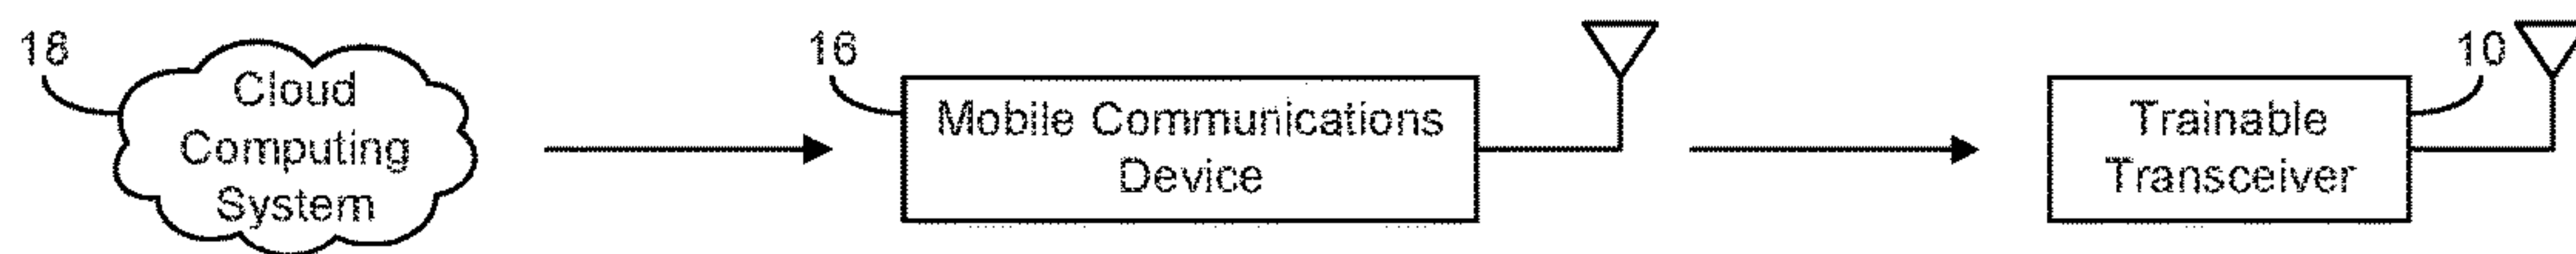 18
Cloud
Computing
System
16
Mobile Communications
Device
10
Trainable
Transceiver